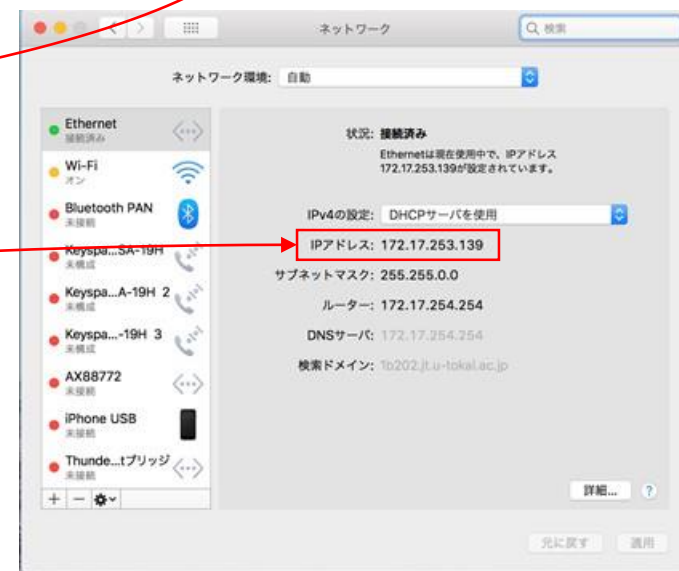 ネットワーク
検索
ネットワーク環境: 自動
Ethernet
接続済み
Wi-Fi
オン
Bluetooth PAN
未接続
Keyspa...SA-19H
未構成
Keyspa...A-19H 2
未構成
Keyspa...-19H 3
未構成
AX88772
未接続
iPhone USB
未接続
Thunde...tブリッジ
未接続
状況: 接続済み
Ethernetは現在使用中で、IPアドレス
172.17.253.139が設定されています。
IPv4の設定: DHCPサーバを使用
IPアドレス: 172.17.253.139
サブネットマスク: 255.255.0.0
ルーター: 172.17.254.254
DNSサーバ: 172.17.254.254
検索ドメイン: 1b202.jt.u-tokai.ac.jp
詳細... ?
元に戻す 適用